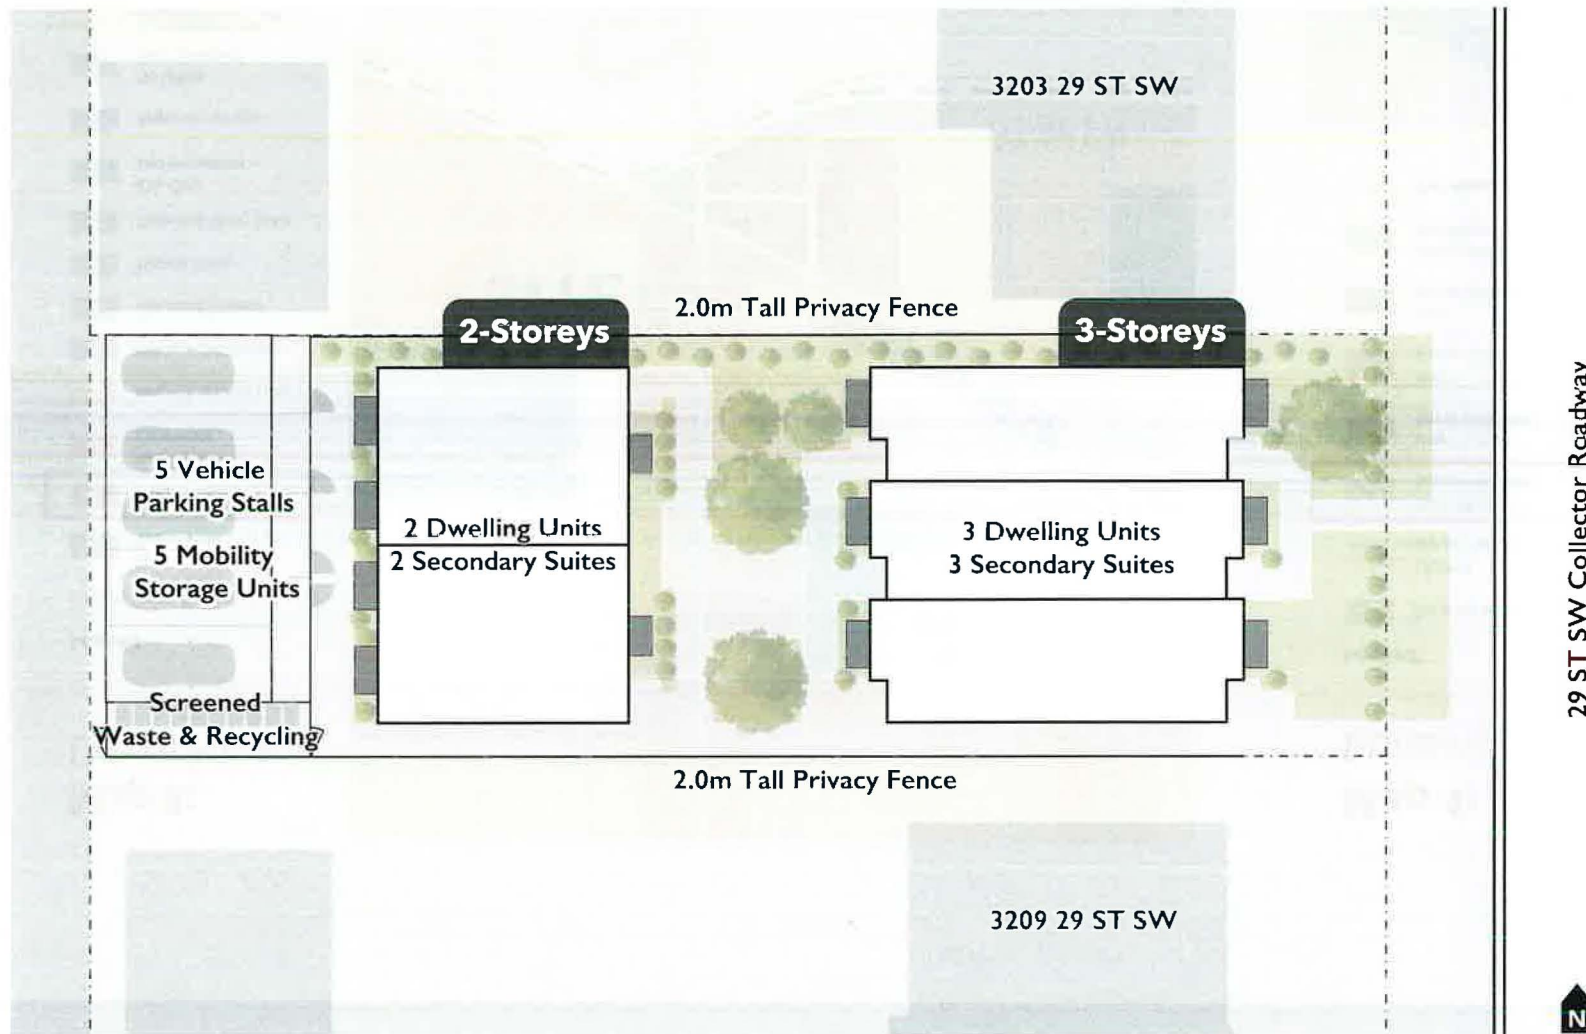 3203 29 ST SW
2.0m Tall Privacy Fence
2-Storeys
3-Storeys
5 Vehicle
Parking Stalls
5 Mobility
Storage Units
2 Dwelling Units
2 Secondary Suites
3 Dwelling Units
3 Secondary Suites
Screened
Waste & Recycling
2.0m Tall Privacy Fence
3209 29 ST SW
29 ST SW Collector Roadway
N